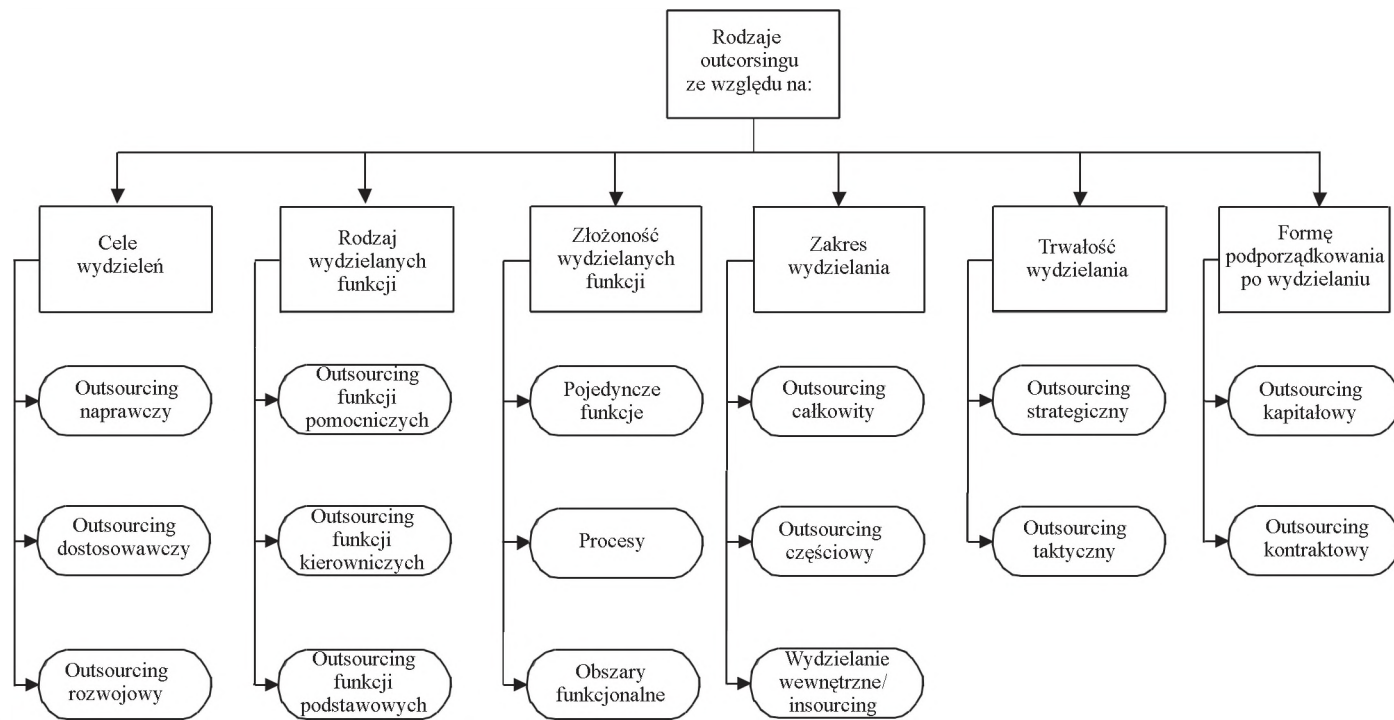 Rodzaje
outcorsingu
ze względu na:
Cele
wydzieleń
Rodzaj
wydzielanych
funkcji
Złożoność
wydzielanych
funkcji
Zakres
wydzielania
Trwałość
wydzielania
Formę
podporządkowania
po wydzielaniu
Outsourcing
naprawczy
Outsourcing
funkcji
pomocniczych
Pojedyncze
funkcje
Outsourcing
całkowity
Outsourcing
strategiczny
Outsourcing
kapitałowy
Outsourcing
dostosowawczy
Outsourcing
funkcji
kierowniczych
Procesy
Outsourcing
częściowy
Outsourcing
taktyczny
Outsourcing
kontraktowy
Outsourcing
rozwojowy
Outsourcing
funkcji
podstawowych
Obszary
funkcjonalne
Wydzielanie
wewnętrzne/
insourcing